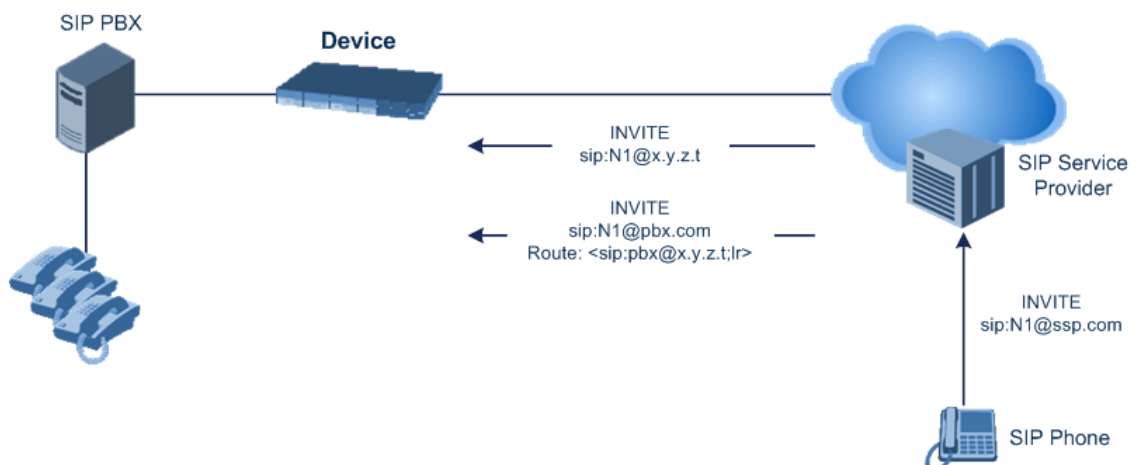 SIP PBX
Device
INVITE
sip:N1@x.y.z.t
SIP Service
Provider
INVITE
sip:N1@pbx.com
Route: <sip:pbx@x.y.z.t;lr>
INVITE
sip:N1@ssp.com
SIP Phone